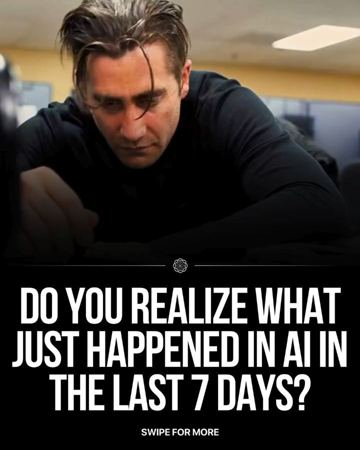 DO YOU REALIZE WHAT
JUST HAPPENED IN AI IN
THE LAST 7 DAYS?
SWIPE FOR MORE